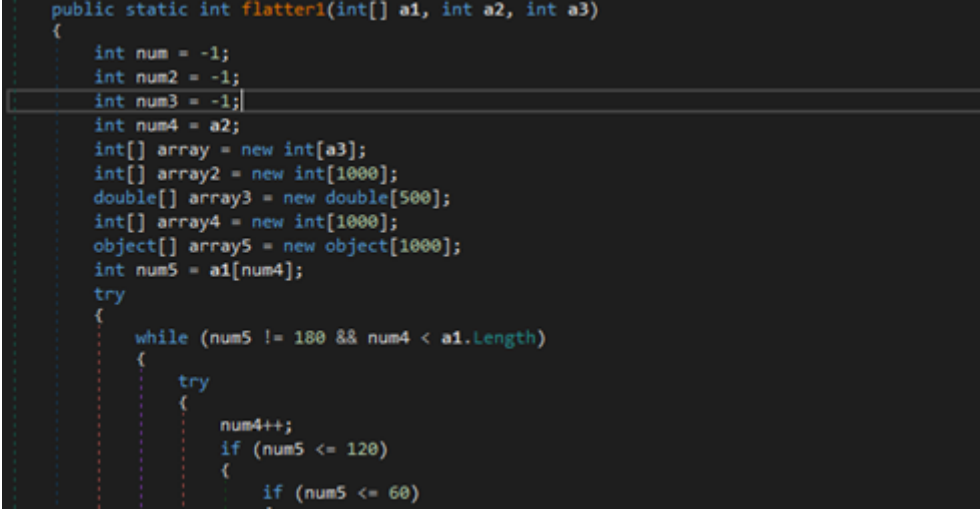 public static int flatter1(int[] a1, int a2, int a3)
{
int num = -1;
int num2 = -1;
int num3 = -1;
int num4 = a2;
int[] array = new int[a3];
int[] array2 = new int[1000];
double[] array3 = new double[500];
int[] array4 = new int[1000];
object[] array5 = new object[1000];
int num5 = a1[num4];
try
{
while (num5 != 180 && num4 < a1.Length)
{
try
{
num4++;
if (num5 <= 120)
{
if (num5 <= 60)